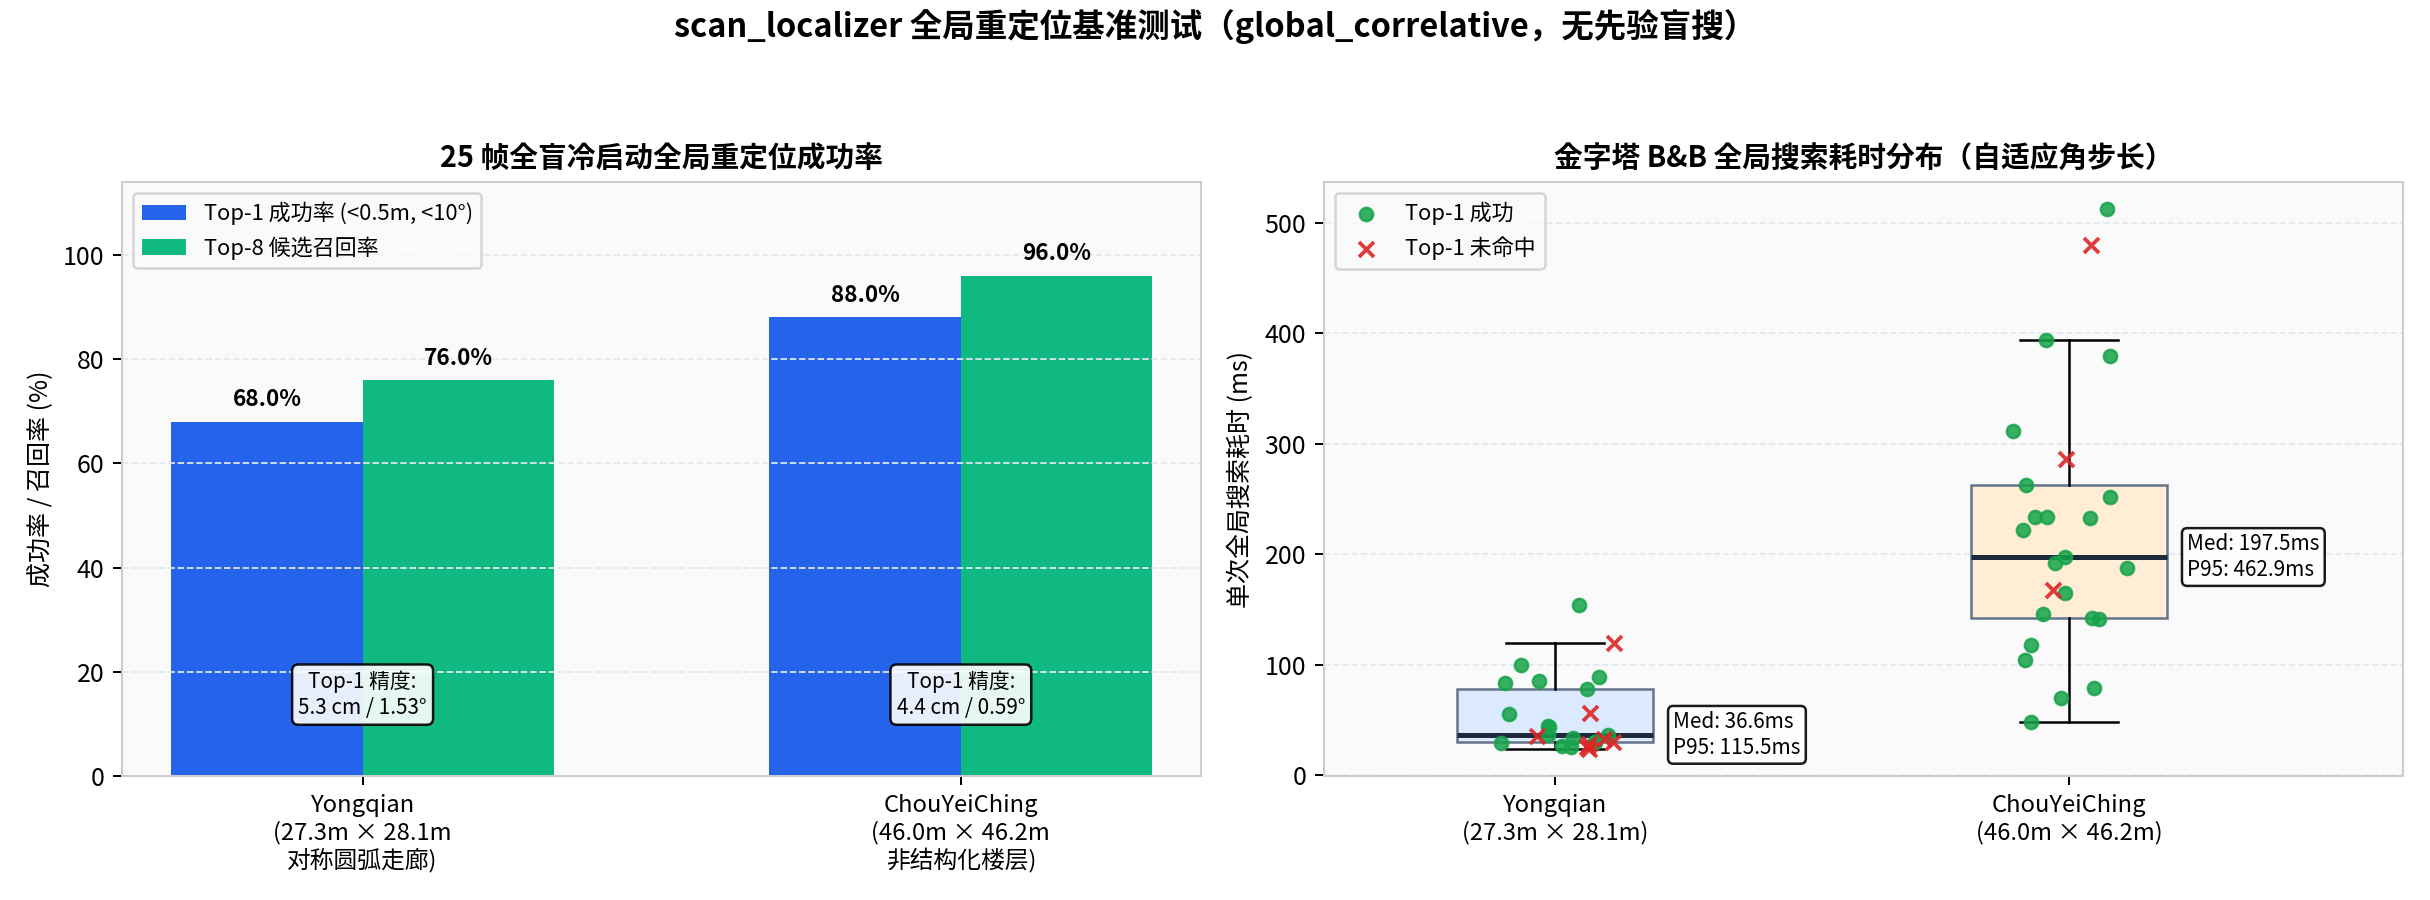 scan_localizer 全局重定位基准测试（global_correlative，无先验盲搜）
25 帧全盲冷启动全局重定位成功率
Top-1 成功率 (<0.5m, <10°)
Top-8 候选召回率
成功率 / 召回率 (%)
100
80
60
40
20
0
68.0%
76.0%
88.0%
96.0%
Top-1 精度:
5.3 cm / 1.53°
Top-1 精度:
4.4 cm / 0.59°
Yongqian
(27.3m × 28.1m
对称圆弧走廊)
ChouYeiChing
(46.0m × 46.2m
非结构化楼层)
金字塔 B&B 全局搜索耗时分布（自适应角步长）
Top-1 成功
Top-1 未命中
单次全局搜索耗时 (ms)
500
400
300
200
100
0
Med: 36.6ms
P95: 115.5ms
Med: 197.5ms
P95: 462.9ms
Yongqian
(27.3m × 28.1m)
ChouYeiChing
(46.0m × 46.2m)